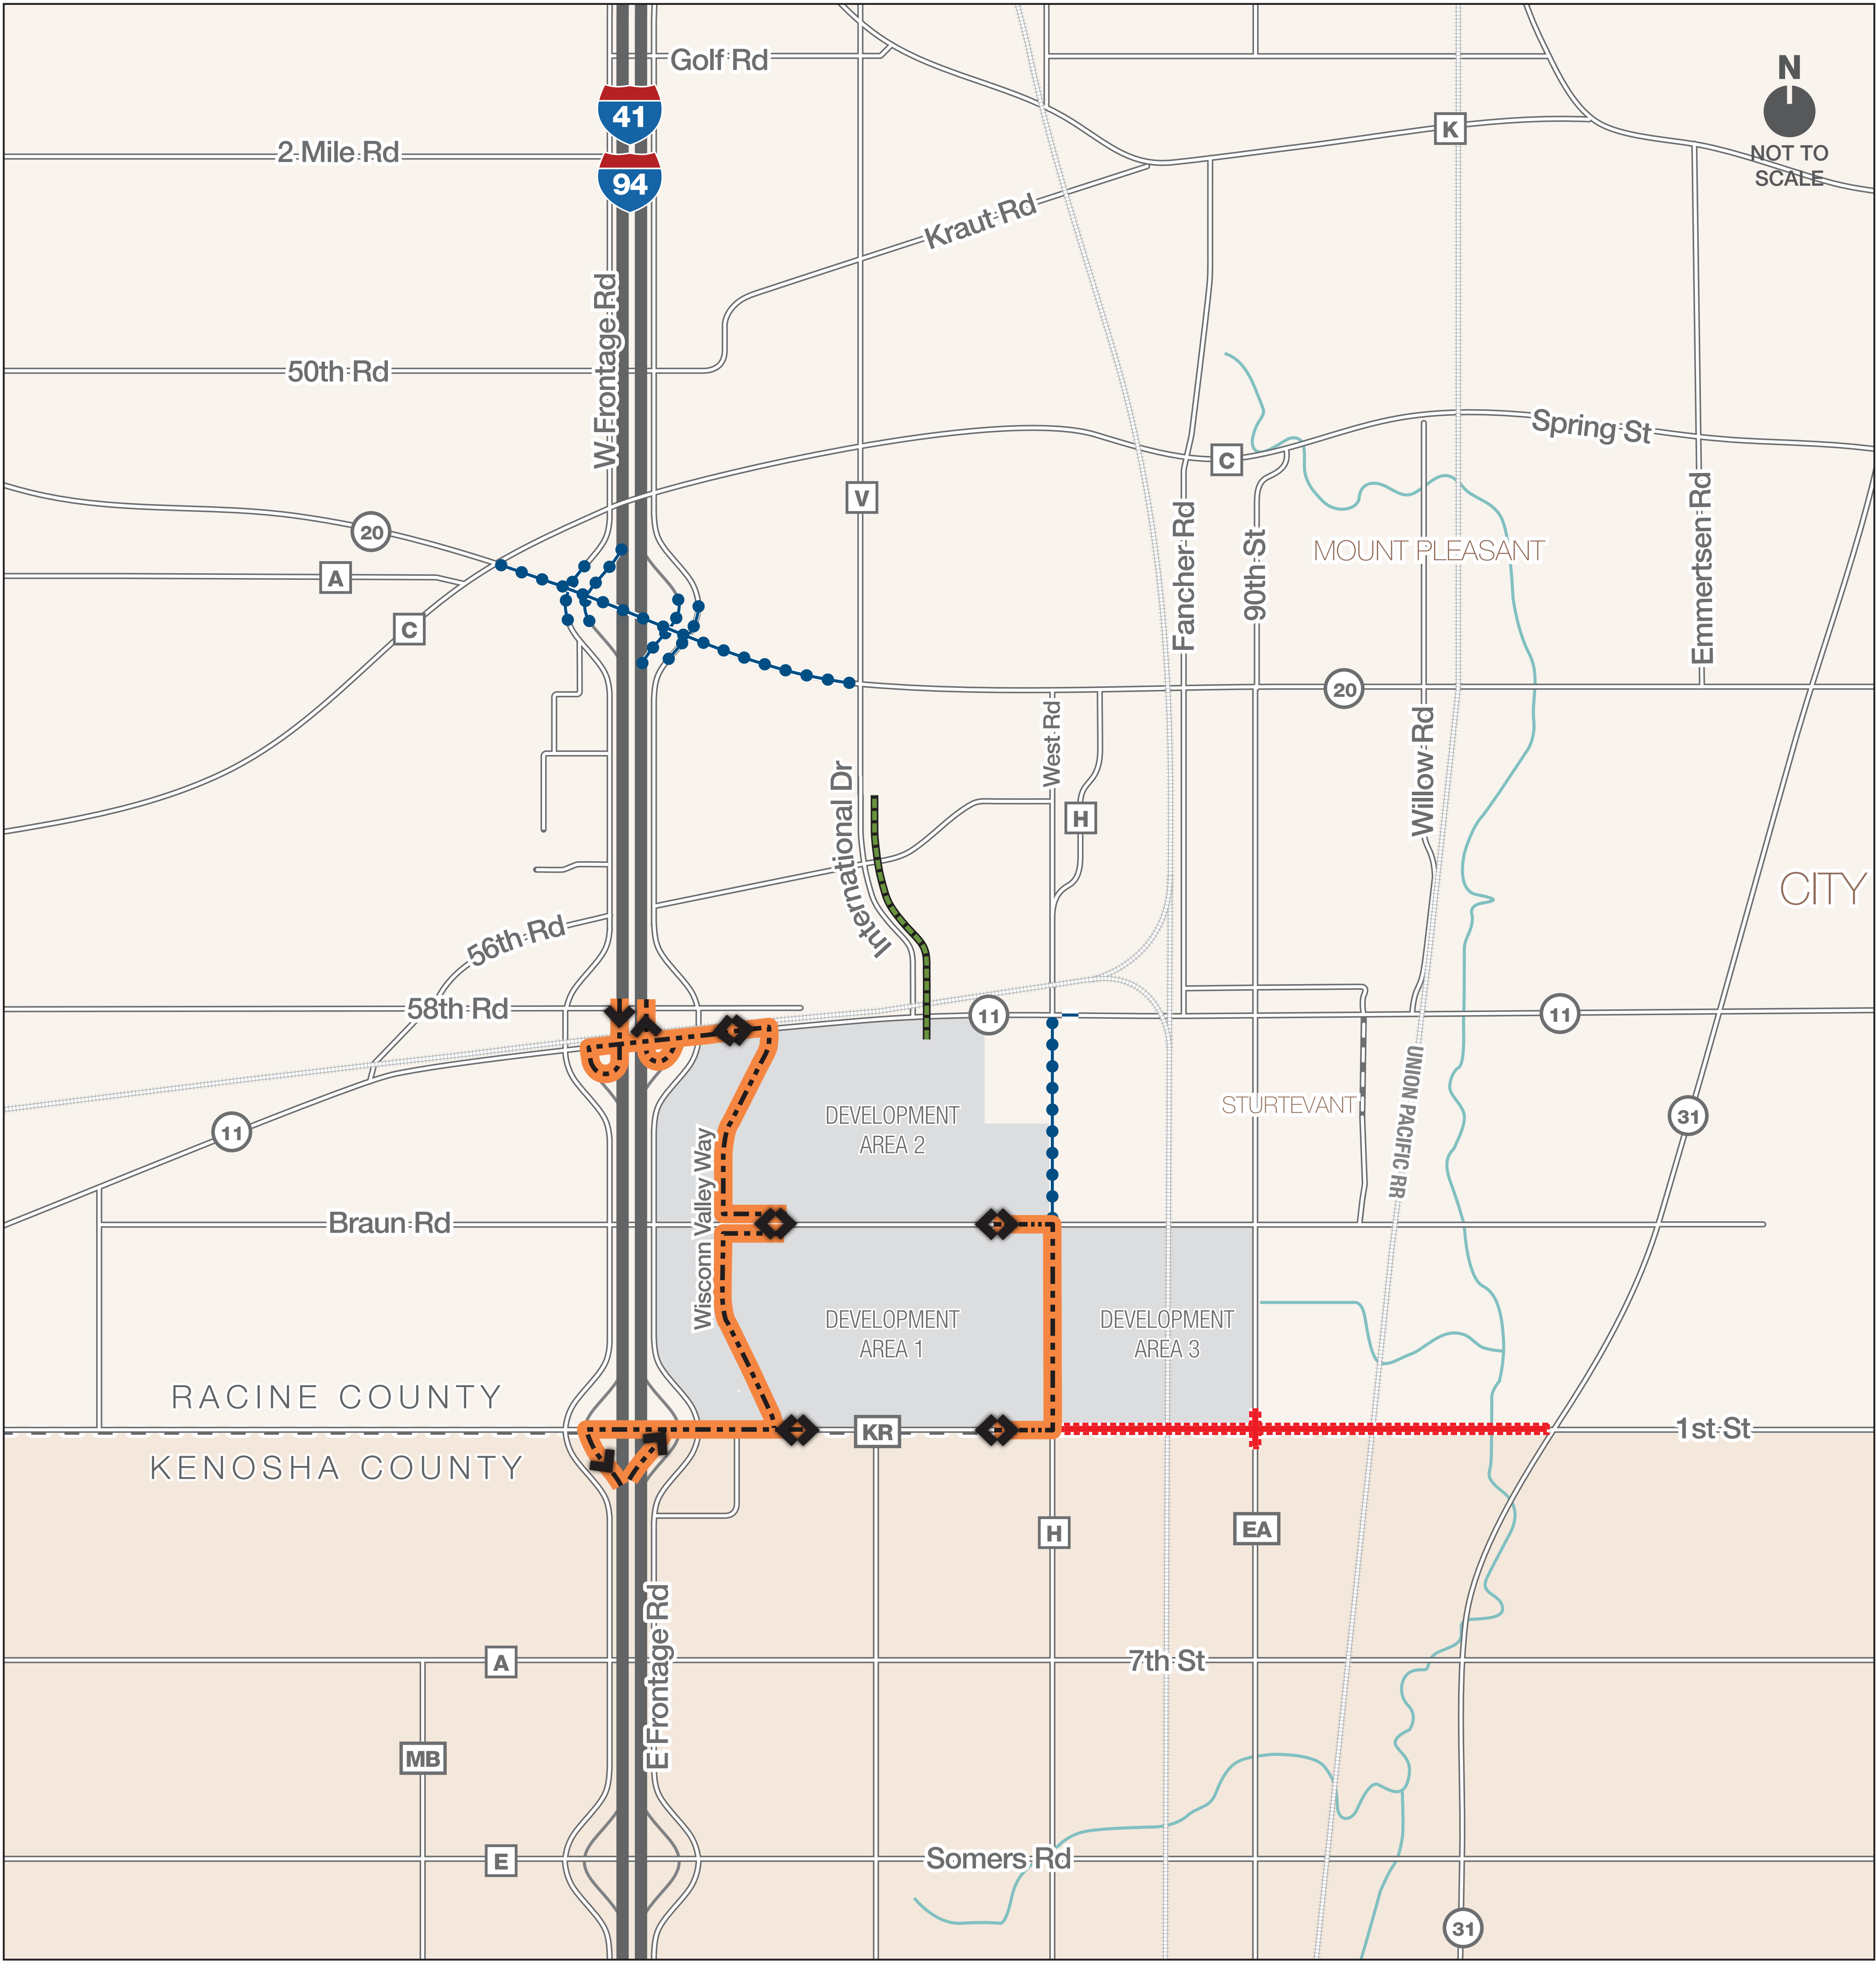 Golf Rd
N
41
K
2 Mile Rd
NOT TO
SCALE
94
Kraut Rd
W Frontage Rd
50th Rd
Spring St
C
V
20
Fancher Rd
90th St
MOUNT PLEASANT
Emmertsen Rd
A
C
20
West Rd
Willow Rd
International Dr
H
CITY
56th Rd
58th Rd
11
11
UNION PACIFIC RR
DEVELOPMENT
AREA 2
STURTEVANT
31
11
Wisconn Valley Way
Braun Rd
DEVELOPMENT
AREA 1
DEVELOPMENT
AREA 3
RACINE COUNTY
KR
1st St
KENOSHA COUNTY
H
EA
E Frontage Rd
A
7th St
MB
E
Somers Rd
31